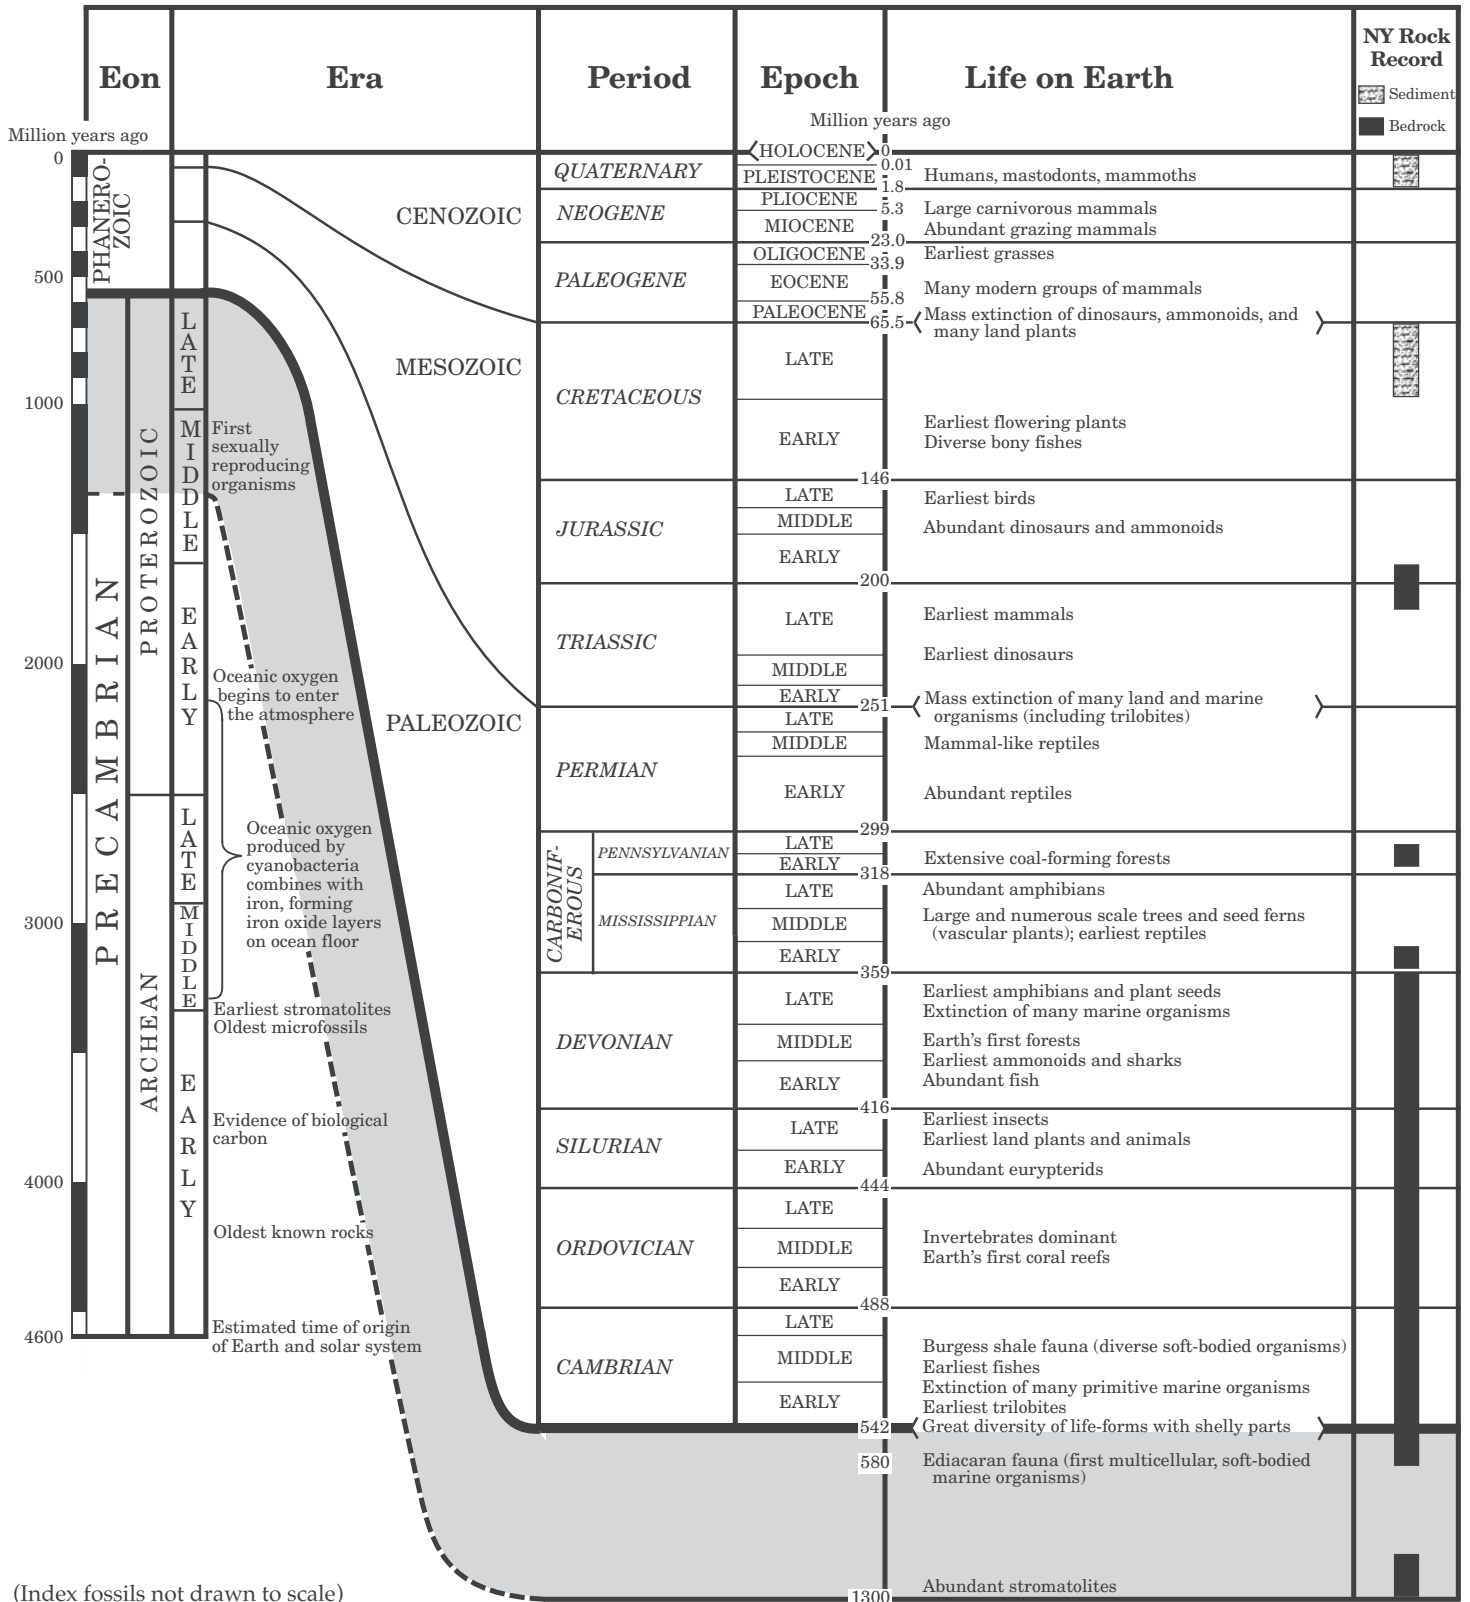 Eon
Era
Period
Epoch
Life on Earth
NY Rock
Record
Sediment
Bedrock
Million years ago
Million years ago
0
500
1000
2000
3000
4000
4600
PHANERO-
ZOIC
PRECAMBRIAN
PROTEROZOIC
ARCHEAN
LATE
MIDDLE
EARLY
LATE
MIDDLE
EARLY
First
sexually
reproducing
organisms
Oceanic oxygen
begins to enter
the atmosphere
Oceanic oxygen
produced by
cyanobacteria
combines with
iron, forming
iron oxide layers
on ocean floor
Earliest stromatolites
Oldest microfossils
Evidence of biological
carbon
Oldest known rocks
Estimated time of origin
of Earth and solar system
CENOZOIC
MESOZOIC
PALEOZOIC
QUATERNARY
HOLOCENE
0
0.01
PLEISTOCENE
1.8
Humans, mastodonts, mammoths
NEOGENE
PLIOCENE
5.3
Large carnivorous mammals
MIOCENE
Abundant grazing mammals
23.0
PALEOGENE
OLIGOCENE
Earliest grasses
33.9
EOCENE
Many modern groups of mammals
55.8
PALEOCENE
65.5
Mass extinction of dinosaurs, ammonoids, and
many land plants
CRETACEOUS
LATE
EARLY
Earliest flowering plants
Diverse bony fishes
146
JURASSIC
LATE
Earliest birds
MIDDLE
Abundant dinosaurs and ammonoids
EARLY
200
TRIASSIC
LATE
Earliest mammals
Earliest dinosaurs
MIDDLE
EARLY
251
Mass extinction of many land and marine
organisms (including trilobites)
PERMIAN
LATE
MIDDLE
Mammal-like reptiles
EARLY
Abundant reptiles
299
CARBONIF-
EROUS
PENNSYLVANIAN
LATE
EARLY
Extensive coal-forming forests
318
MISSISSIPPIAN
LATE
Abundant amphibians
MIDDLE
Large and numerous scale trees and seed ferns
(vascular plants); earliest reptiles
EARLY
359
DEVONIAN
LATE
Earliest amphibians and plant seeds
Extinction of many marine organisms
MIDDLE
Earth's first forests
Earliest ammonoids and sharks
EARLY
Abundant fish
416
SILURIAN
LATE
Earliest insects
Earliest land plants and animals
EARLY
Abundant eurypterids
444
ORDOVICIAN
LATE
MIDDLE
Invertebrates dominant
Earth's first coral reefs
EARLY
488
CAMBRIAN
LATE
MIDDLE
Burgess shale fauna (diverse soft-bodied organisms)
Earliest fishes
Extinction of many primitive marine organisms
EARLY
Earliest trilobites
542
Great diversity of life-forms with shelly parts
580
Ediacaran fauna (first multicellular, soft-bodied
marine organisms)
Abundant stromatolites
1300
(Index fossils not drawn to scale)